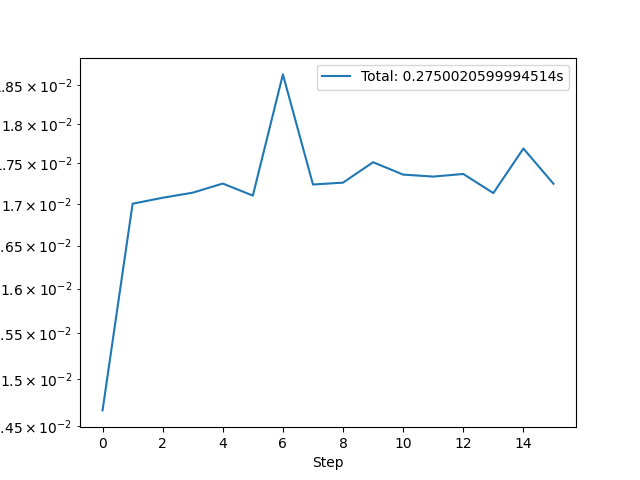 Total: 0.2750020599994514s
.85 × 10⁻²
1.8 × 10⁻²
1.75 × 10⁻²
1.7 × 10⁻²
.65 × 10⁻²
1.6 × 10⁻²
.55 × 10⁻²
1.5 × 10⁻²
.45 × 10⁻²
0 2 4 6 8 10 12 14
Step